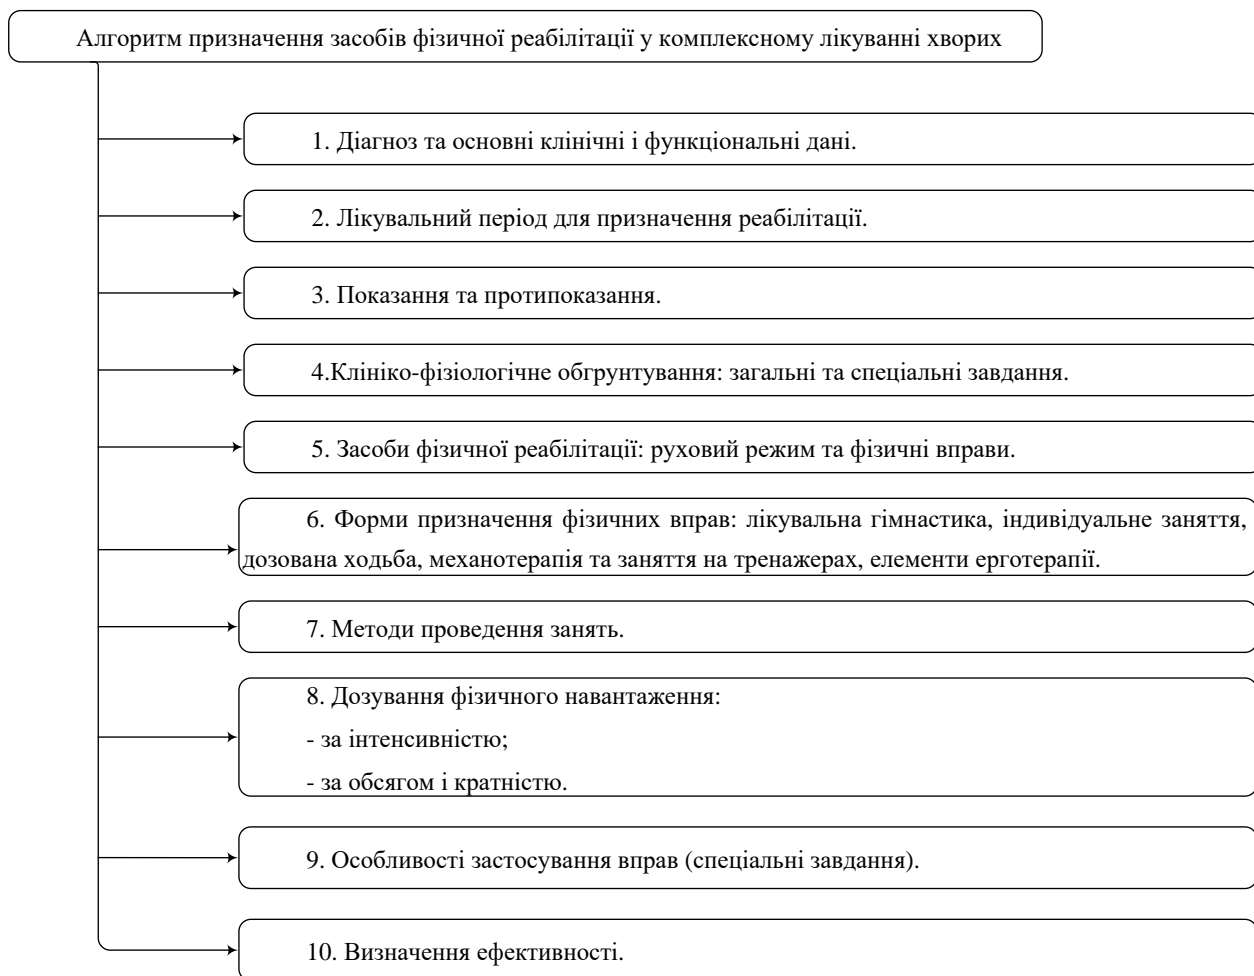 Алгоритм призначення засобів фізичної реабілітації у комплексному лікуванні хворих
1. Діагноз та основні клінічні і функціональні дані.
2. Лікувальний період для призначення реабілітації.
3. Показання та протипоказання.
4.Клініко-фізіологічне обгрунтування: загальні та спеціальні завдання.
5. Засоби фізичної реабілітації: руховий режим та фізичні вправи.
6. Форми призначення фізичних вправ: лікувальна гімнастика, індивідуальне заняття,
дозована ходьба, механотерапія та заняття на тренажерах, елементи ерготерапії.
7. Методи проведення занять.
8. Дозування фізичного навантаження:
- за інтенсивністю;
- за обсягом і кратністю.
9. Особливості застосування вправ (спеціальні завдання).
10. Визначення ефективності.